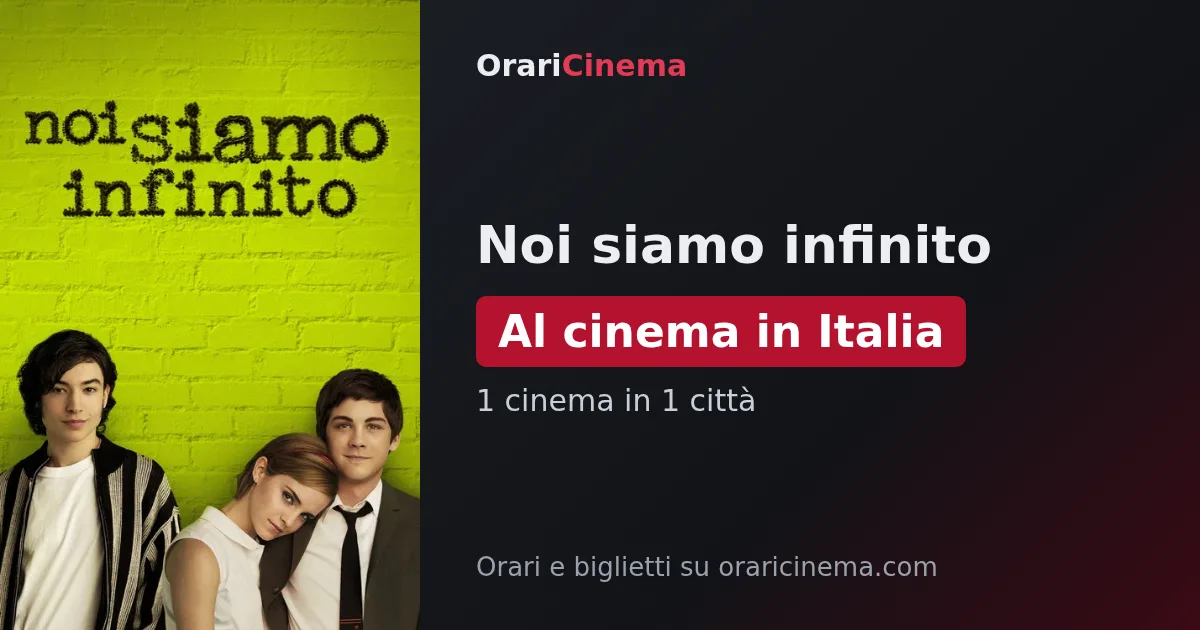 noi siamo
infinito
OrariCinema
Noi siamo infinito
Al cinema in Italia
1 cinema in 1 città
Orari e biglietti su oraricinema.com